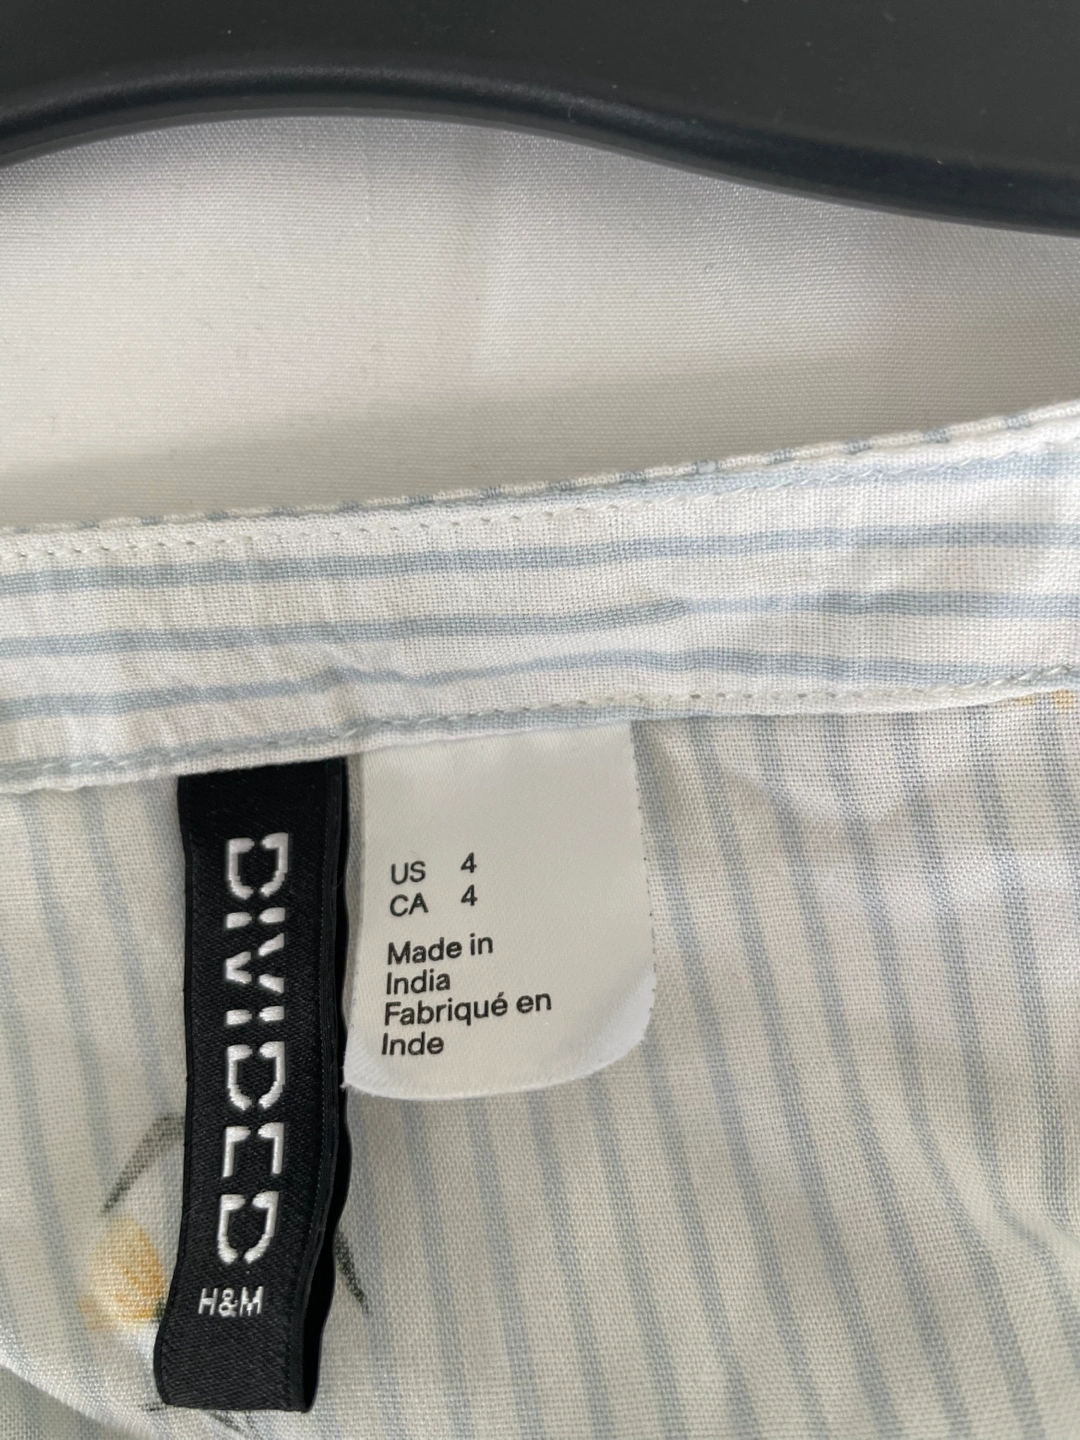 DIVIDED
H&M
US 4
CA 4
Made in
India
Fabriqué en
Inde